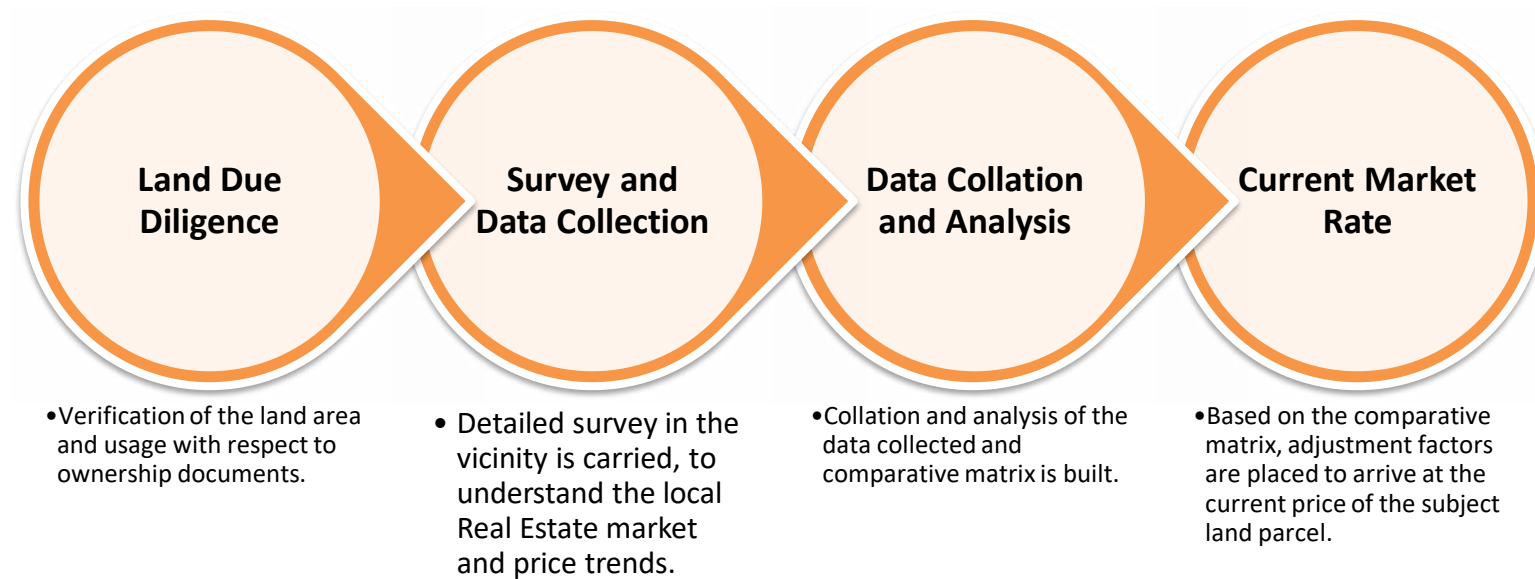 Land Due
Diligence
•Verification of the land area
and usage with respect to
ownership documents.
Survey and
Data Collection
• Detailed survey in the
vicinity is carried, to
understand the local
Real Estate market
and price trends.
Data Collation
and Analysis
•Collation and analysis of the
data collected and
comparative matrix is built.
Current Market
Rate
•Based on the comparative
matrix, adjustment factors
are placed to arrive at the
current price of the subject
land parcel.